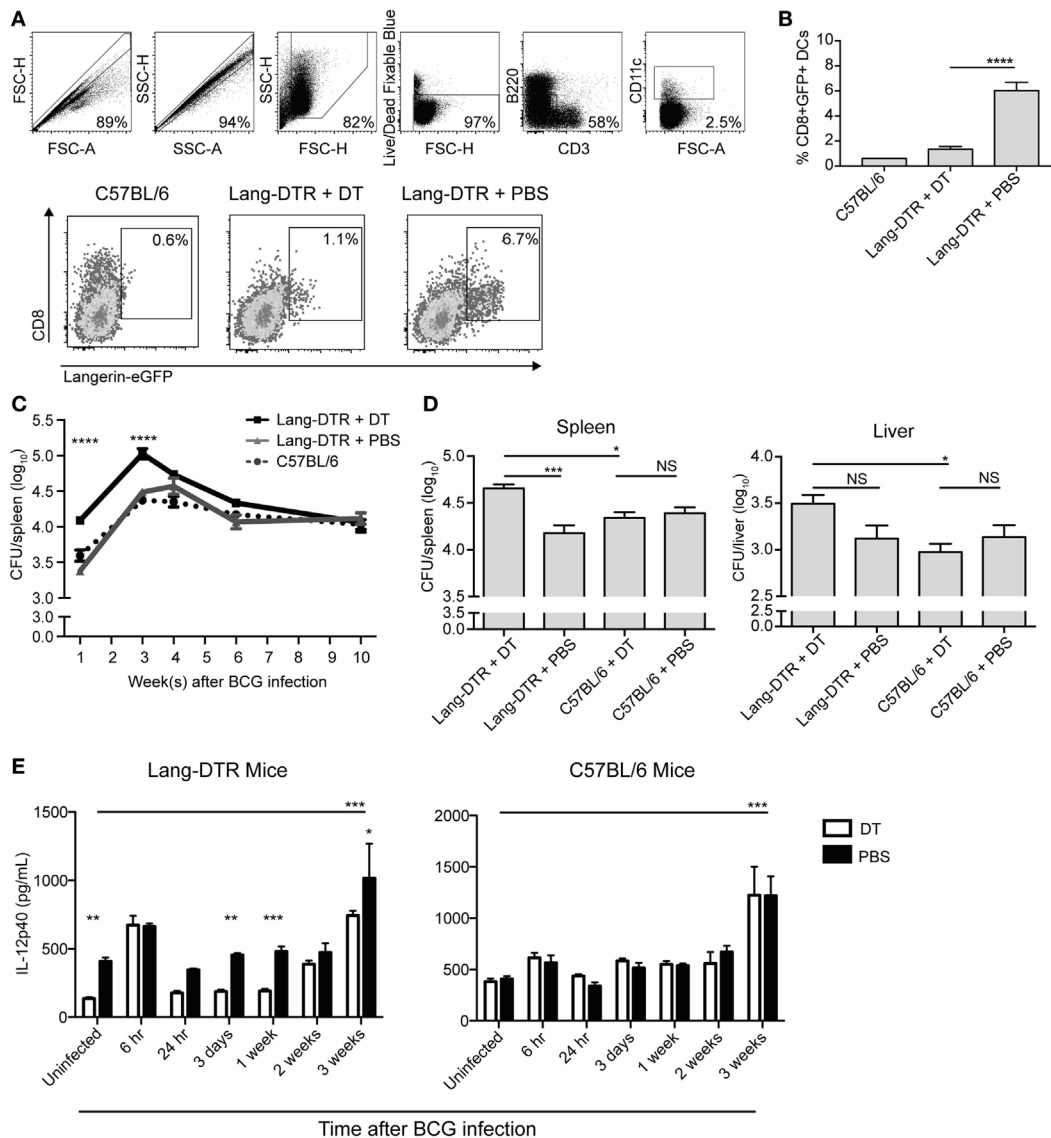 A
FSC-H
89%
FSC-A
SSC-H
94%
SSC-A
SSC-H
82%
FSC-H
Live/Dead Fixable Blue
97%
FSC-H
B220
58%
CD3
CD11c
2.5%
FSC-A
C57BL/6
Lang-DTR + DT
Lang-DTR + PBS
0.6%
1.1%
6.7%
CD8
Langerin-eGFP
B
% CD8+GFP+ DCs
8
6
4
2
0
****
C57BL/6
Lang-DTR + DT
Lang-DTR + PBS
C
CFU/spleen (log10)
5.5
5.0
4.5
4.0
3.5
3.0
3.0
0.0
****
****
Lang-DTR + DT
Lang-DTR + PBS
C57BL/6
1 2 3 4 5 6 7 8 9 10
Week(s) after BCG infection
D
Spleen
CFU/spleen (log10)
5.0
4.5
4.0
3.5
3.5
0.0
*
***
NS
Lang-DTR + DT
Lang-DTR + PBS
C57BL/6 + DT
C57BL/6 + PBS
Liver
CFU/liver (log10)
4.0
3.5
3.0
2.5
2.5
0.0
*
NS
NS
Lang-DTR + DT
Lang-DTR + PBS
C57BL/6 + DT
C57BL/6 + PBS
E
Lang-DTR Mice
IL-12p40 (pg/mL)
1500
1000
500
0
***
*
**
**
***
Uninfected
6 hr
24 hr
3 days
1 week
2 weeks
3 weeks
C57BL/6 Mice
2000
1500
1000
500
0
***
Uninfected
6 hr
24 hr
3 days
1 week
2 weeks
3 weeks
DT
PBS
Time after BCG infection